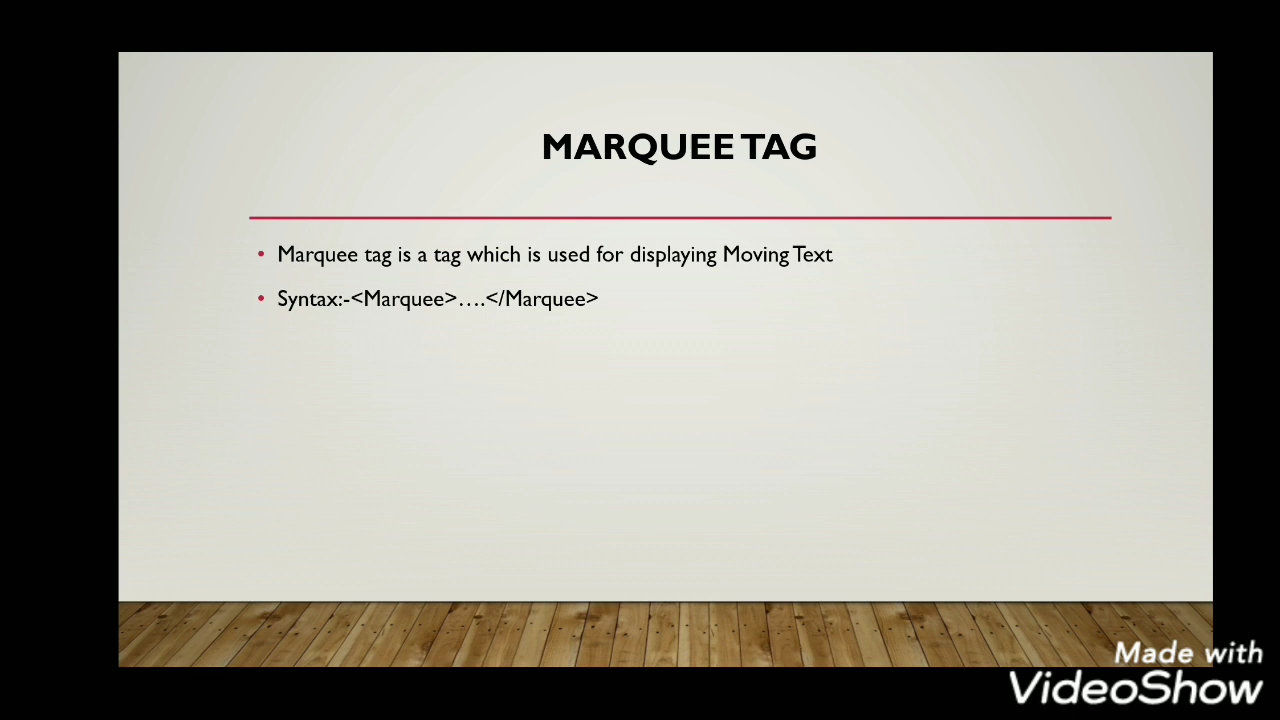 MARQUEE TAG
• Marquee tag is a tag which is used for displaying Moving Text
• Syntax:-<Marquee>….</Marquee>
Made with
VideoShow